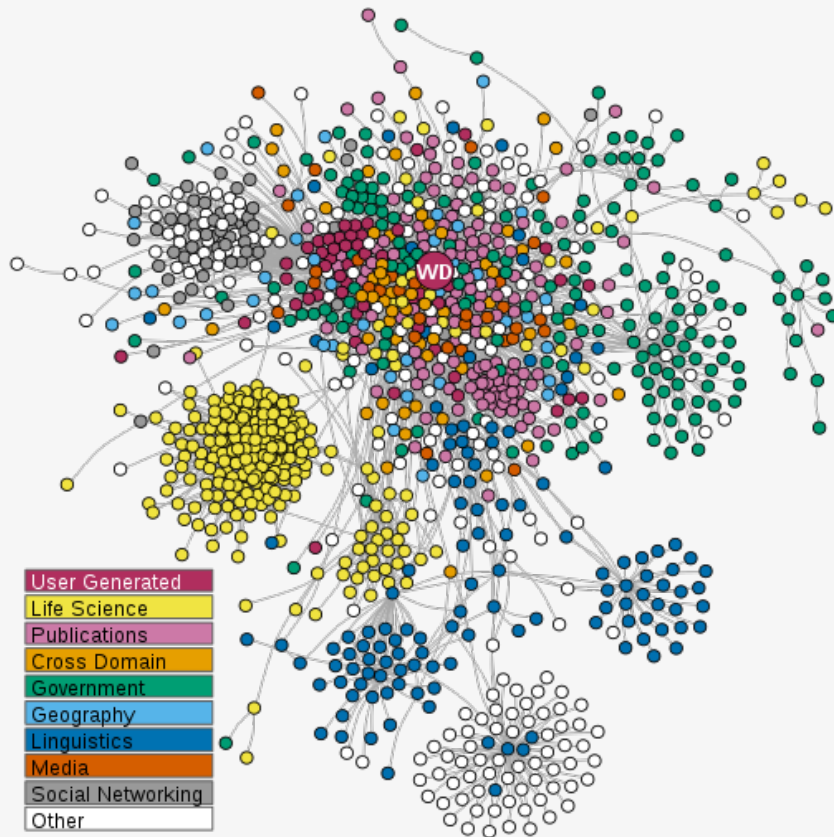 WD
User Generated
Life Science
Publications
Cross Domain
Government
Geography
Linguistics
Media
Social Networking
Other